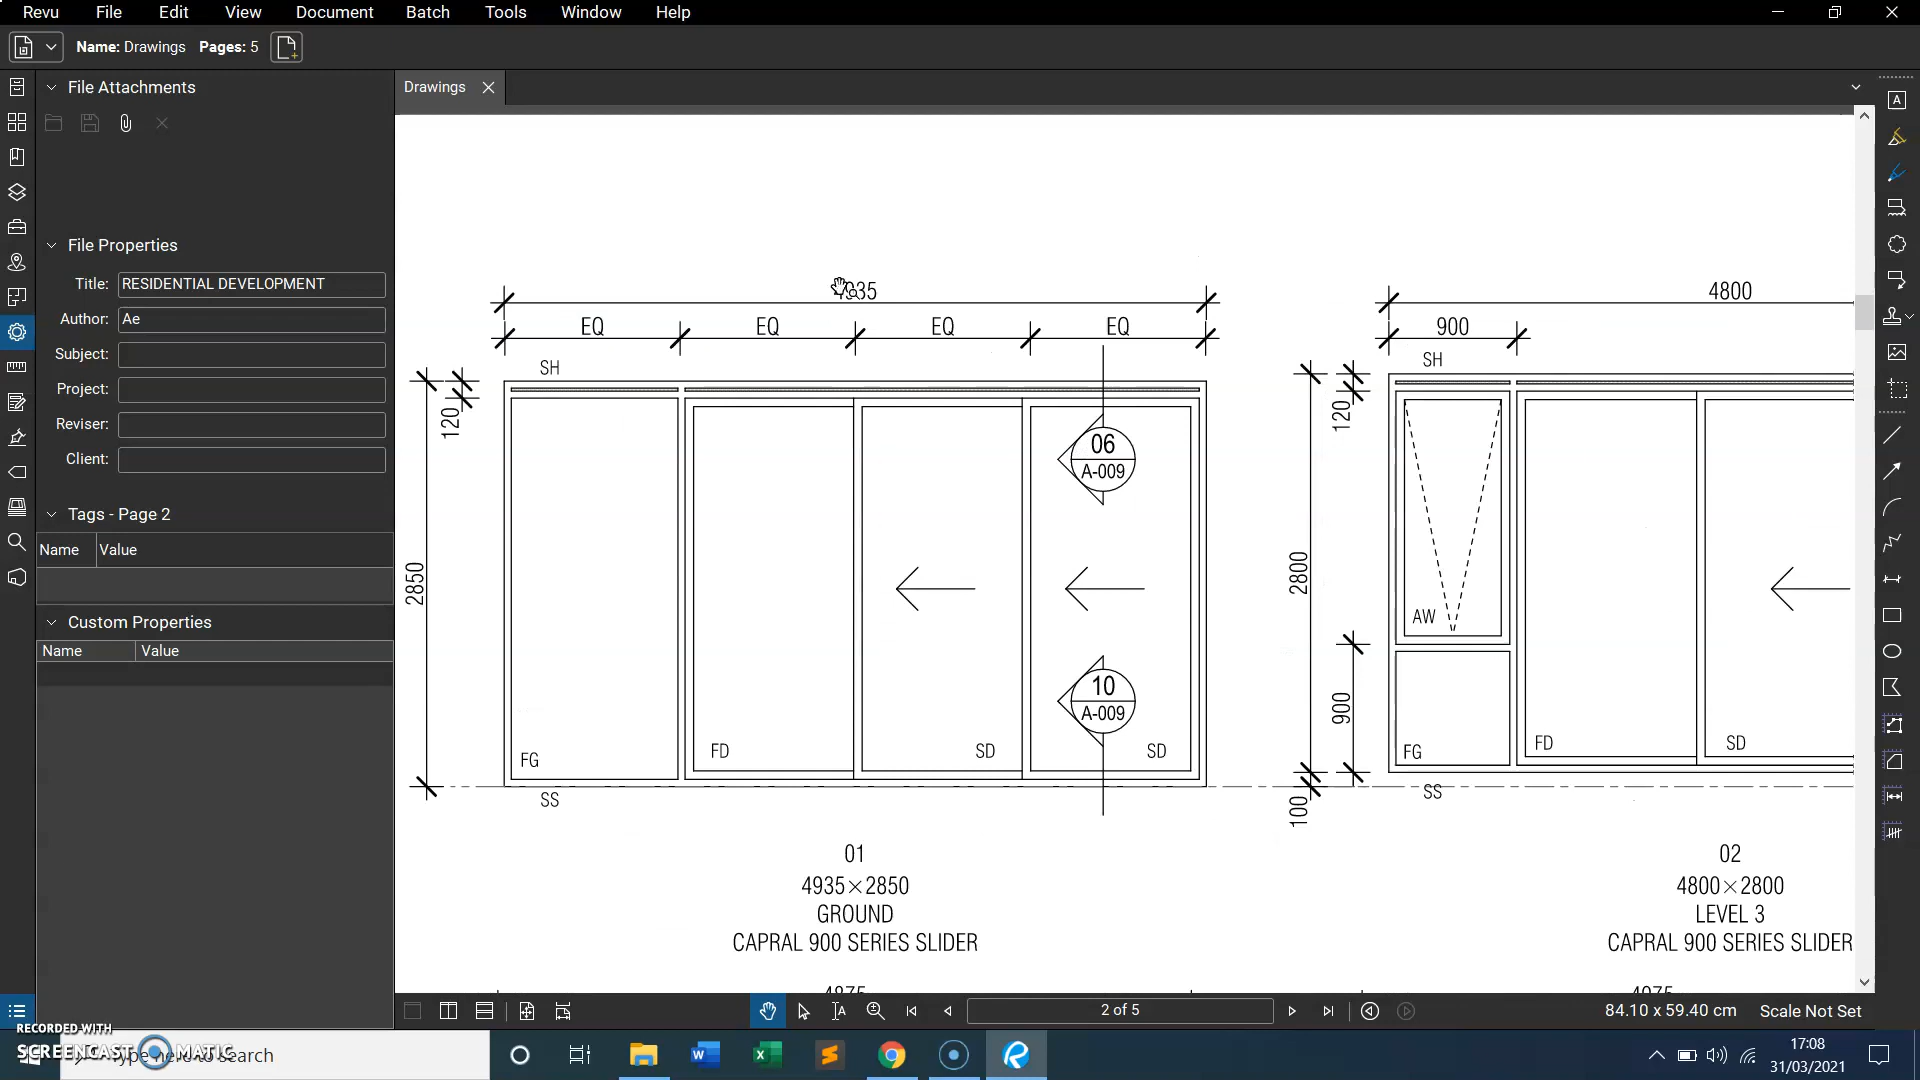 Revu File Edit View Document Batch Tools Window Help
Name: Drawings Pages: 5
File Attachments
Drawings
File Properties
Title: RESIDENTIAL DEVELOPMENT
Author: Ae
Subject:
Project:
Reviser:
Client:
Tags - Page 2
Name Value
Custom Properties
Name Value
4935
EQ EQ EQ EQ
SH
120
2850
06
A-009
10
A-009
FG
FD
SD
SD
SS
01
4935×2850
GROUND
CAPRAL 900 SERIES SLIDER
4800
900
SH
120
2800
AW
900
FG
FD
SD
SS
100
02
4800×2800
LEVEL 3
CAPRAL 900 SERIES SLIDER
2 of 5
84.10 x 59.40 cm
Scale Not Set
RECORDED WITH
SCREENCAST MATIC
Type here to search
17:08
31/03/2021